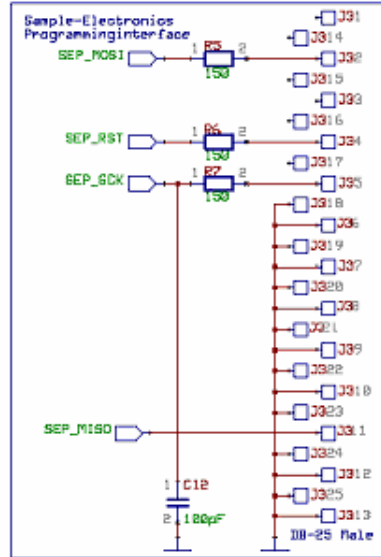 Sample-Electronics
Programminginterface
J31
J314
SEP_MOSI 1 R5 2 J32
150
J315
J33
J316
SEP_RST 1 R6 2 J34
150
J317
SEP_SCK 1 R7 2 J35
150
J318
J36
J319
J37
J320
J38
J321
J39
J322
J310
J323
SEP_MISO J311
J324
1 C12 J312
J325
2 100pF J313
DB-25 Male